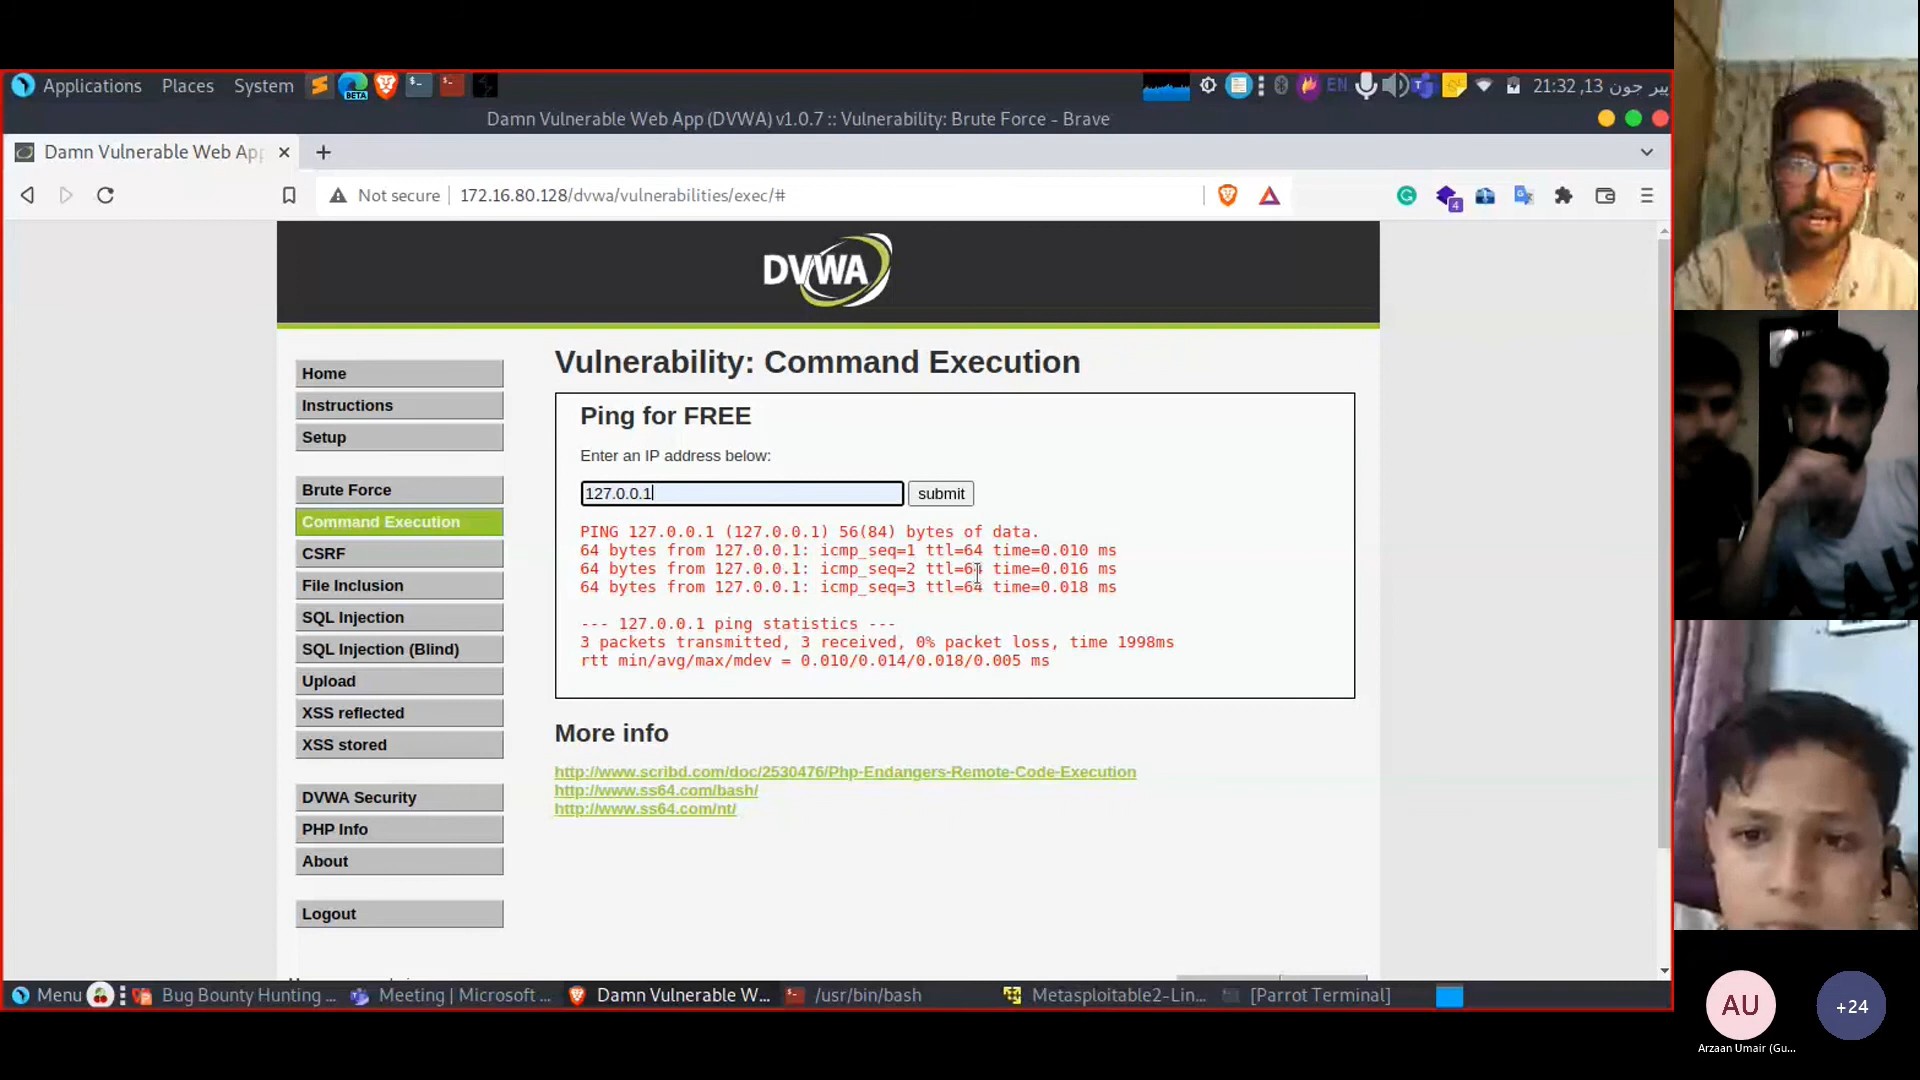 Applications Places System
EN
21:32 ,13 پیر جون
BETA
Damn Vulnerable Web App (DVWA) v1.0.7 :: Vulnerability: Brute Force - Brave
Damn Vulnerable Web App
Not secure 172.16.80.128/dvwa/vulnerabilities/exec/#
4
DVWA
Home
Instructions
Setup
Brute Force
Command Execution
CSRF
File Inclusion
SQL Injection
SQL Injection (Blind)
Upload
XSS reflected
XSS stored
DVWA Security
PHP Info
About
Logout
Vulnerability: Command Execution
Ping for FREE
Enter an IP address below:
127.0.0.1 submit
PING 127.0.0.1 (127.0.0.1) 56(84) bytes of data.
64 bytes from 127.0.0.1: icmp_seq=1 ttl=64 time=0.010 ms
64 bytes from 127.0.0.1: icmp_seq=2 ttl=64 time=0.016 ms
64 bytes from 127.0.0.1: icmp_seq=3 ttl=64 time=0.018 ms
--- 127.0.0.1 ping statistics ---
3 packets transmitted, 3 received, 0% packet loss, time 1998ms
rtt min/avg/max/mdev = 0.010/0.014/0.018/0.005 ms
More info
http://www.scribd.com/doc/2530476/Php-Endangers-Remote-Code-Execution
http://www.ss64.com/bash/
http://www.ss64.com/nt/
Menu Bug Bounty Hunting ... Meeting | Microsoft ... Damn Vulnerable W... /usr/bin/bash Metasploitable2-Lin... [Parrot Terminal]
AU
+24
Arzaan Umair (Gu...